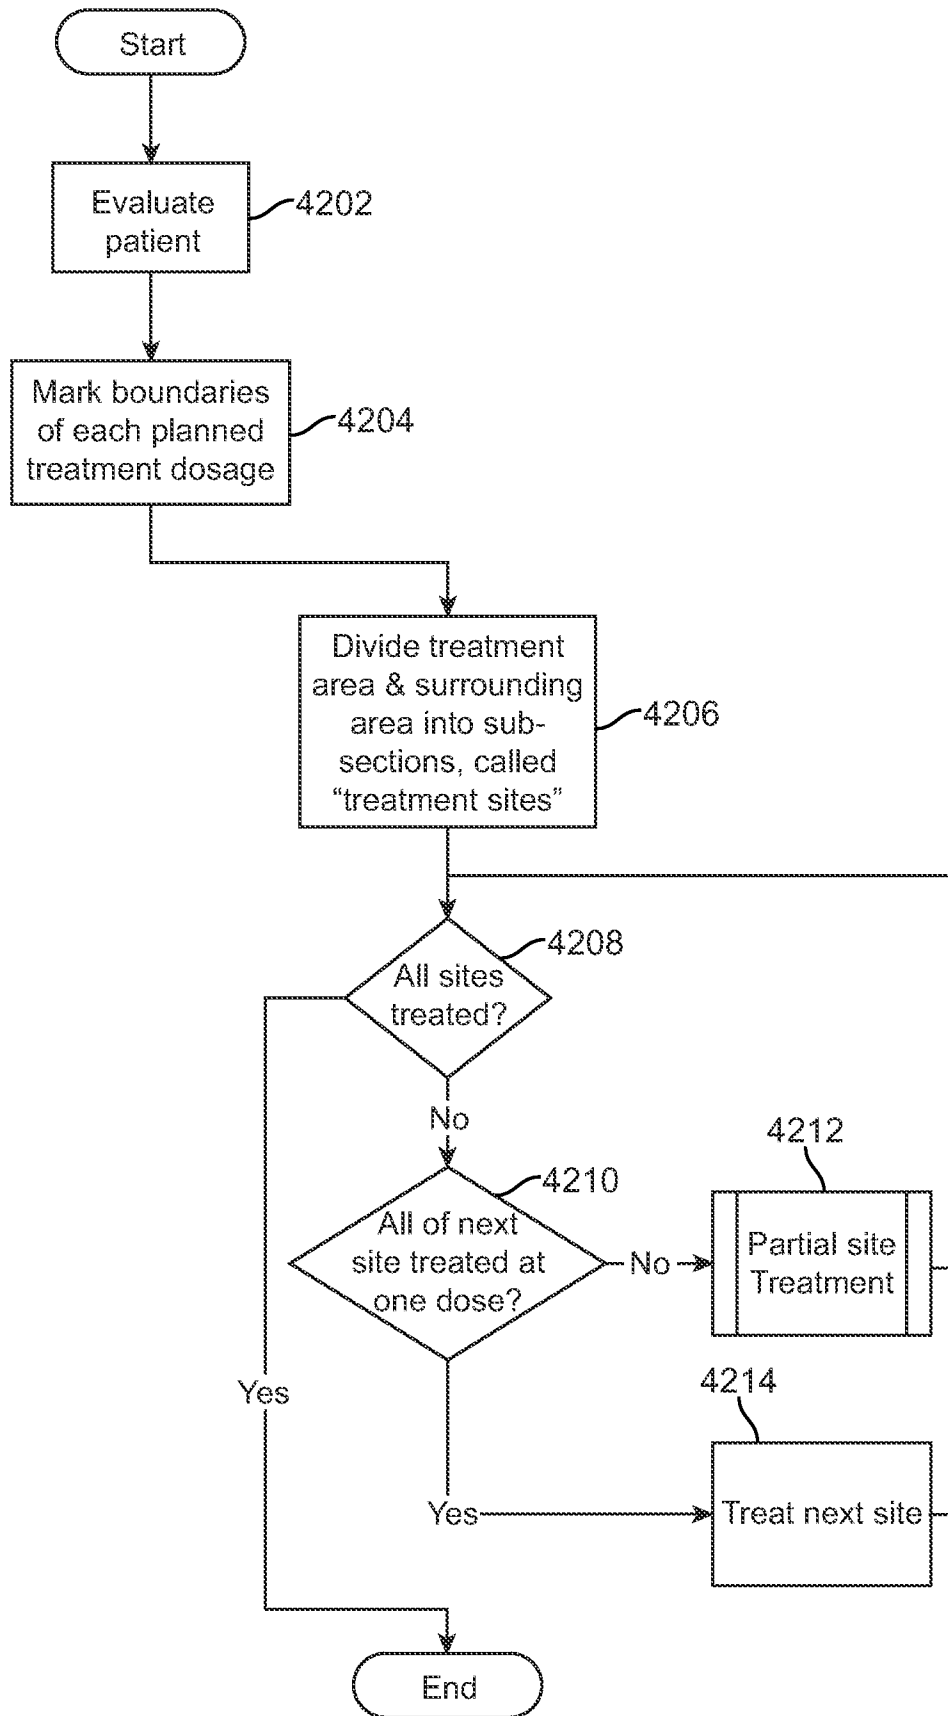 Start
Evaluate
patient
4202
Mark boundaries
of each planned
treatment dosage
4204
Divide treatment
area & surrounding
area into sub-
sections, called
“treatment sites”
4206
All sites
treated?
4208
No
4210
All of next
site treated at
one dose?
No
4212
Partial site
Treatment
Yes
4214
Yes
Treat next site
End